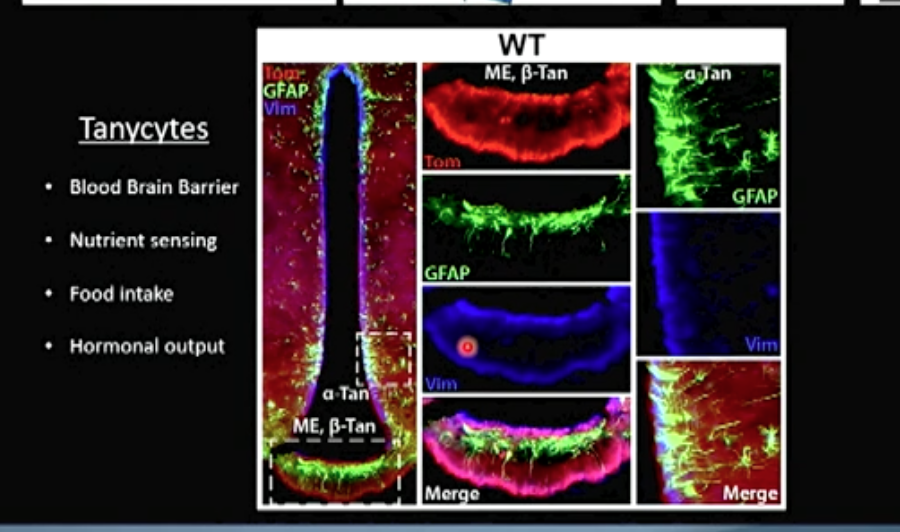 WT
Tanycytes
• Blood Brain Barrier
• Nutrient sensing
• Food intake
• Hormonal output
Tom
GFAP
Vim
α-Tan
ME, β-Tan
ME, β-Tan
Tom
GFAP
Vim
Merge
α-Tan
GFAP
Vim
Merge